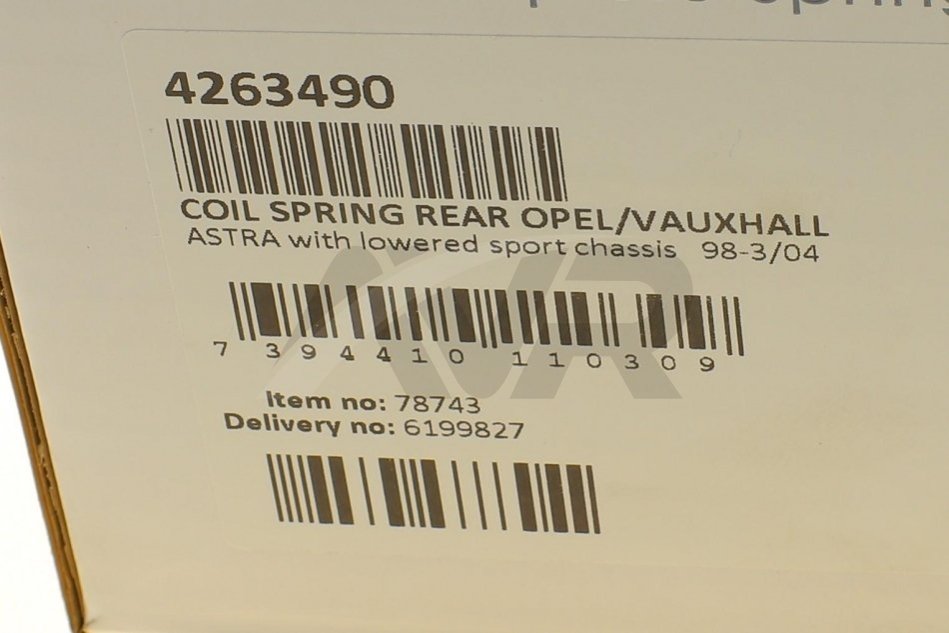 4263490
COIL SPRING REAR OPEL/VAUXHALL
ASTRA with lowered sport chassis 98-3/04
7 394410 110309
Item no: 78743
Delivery no: 6199827